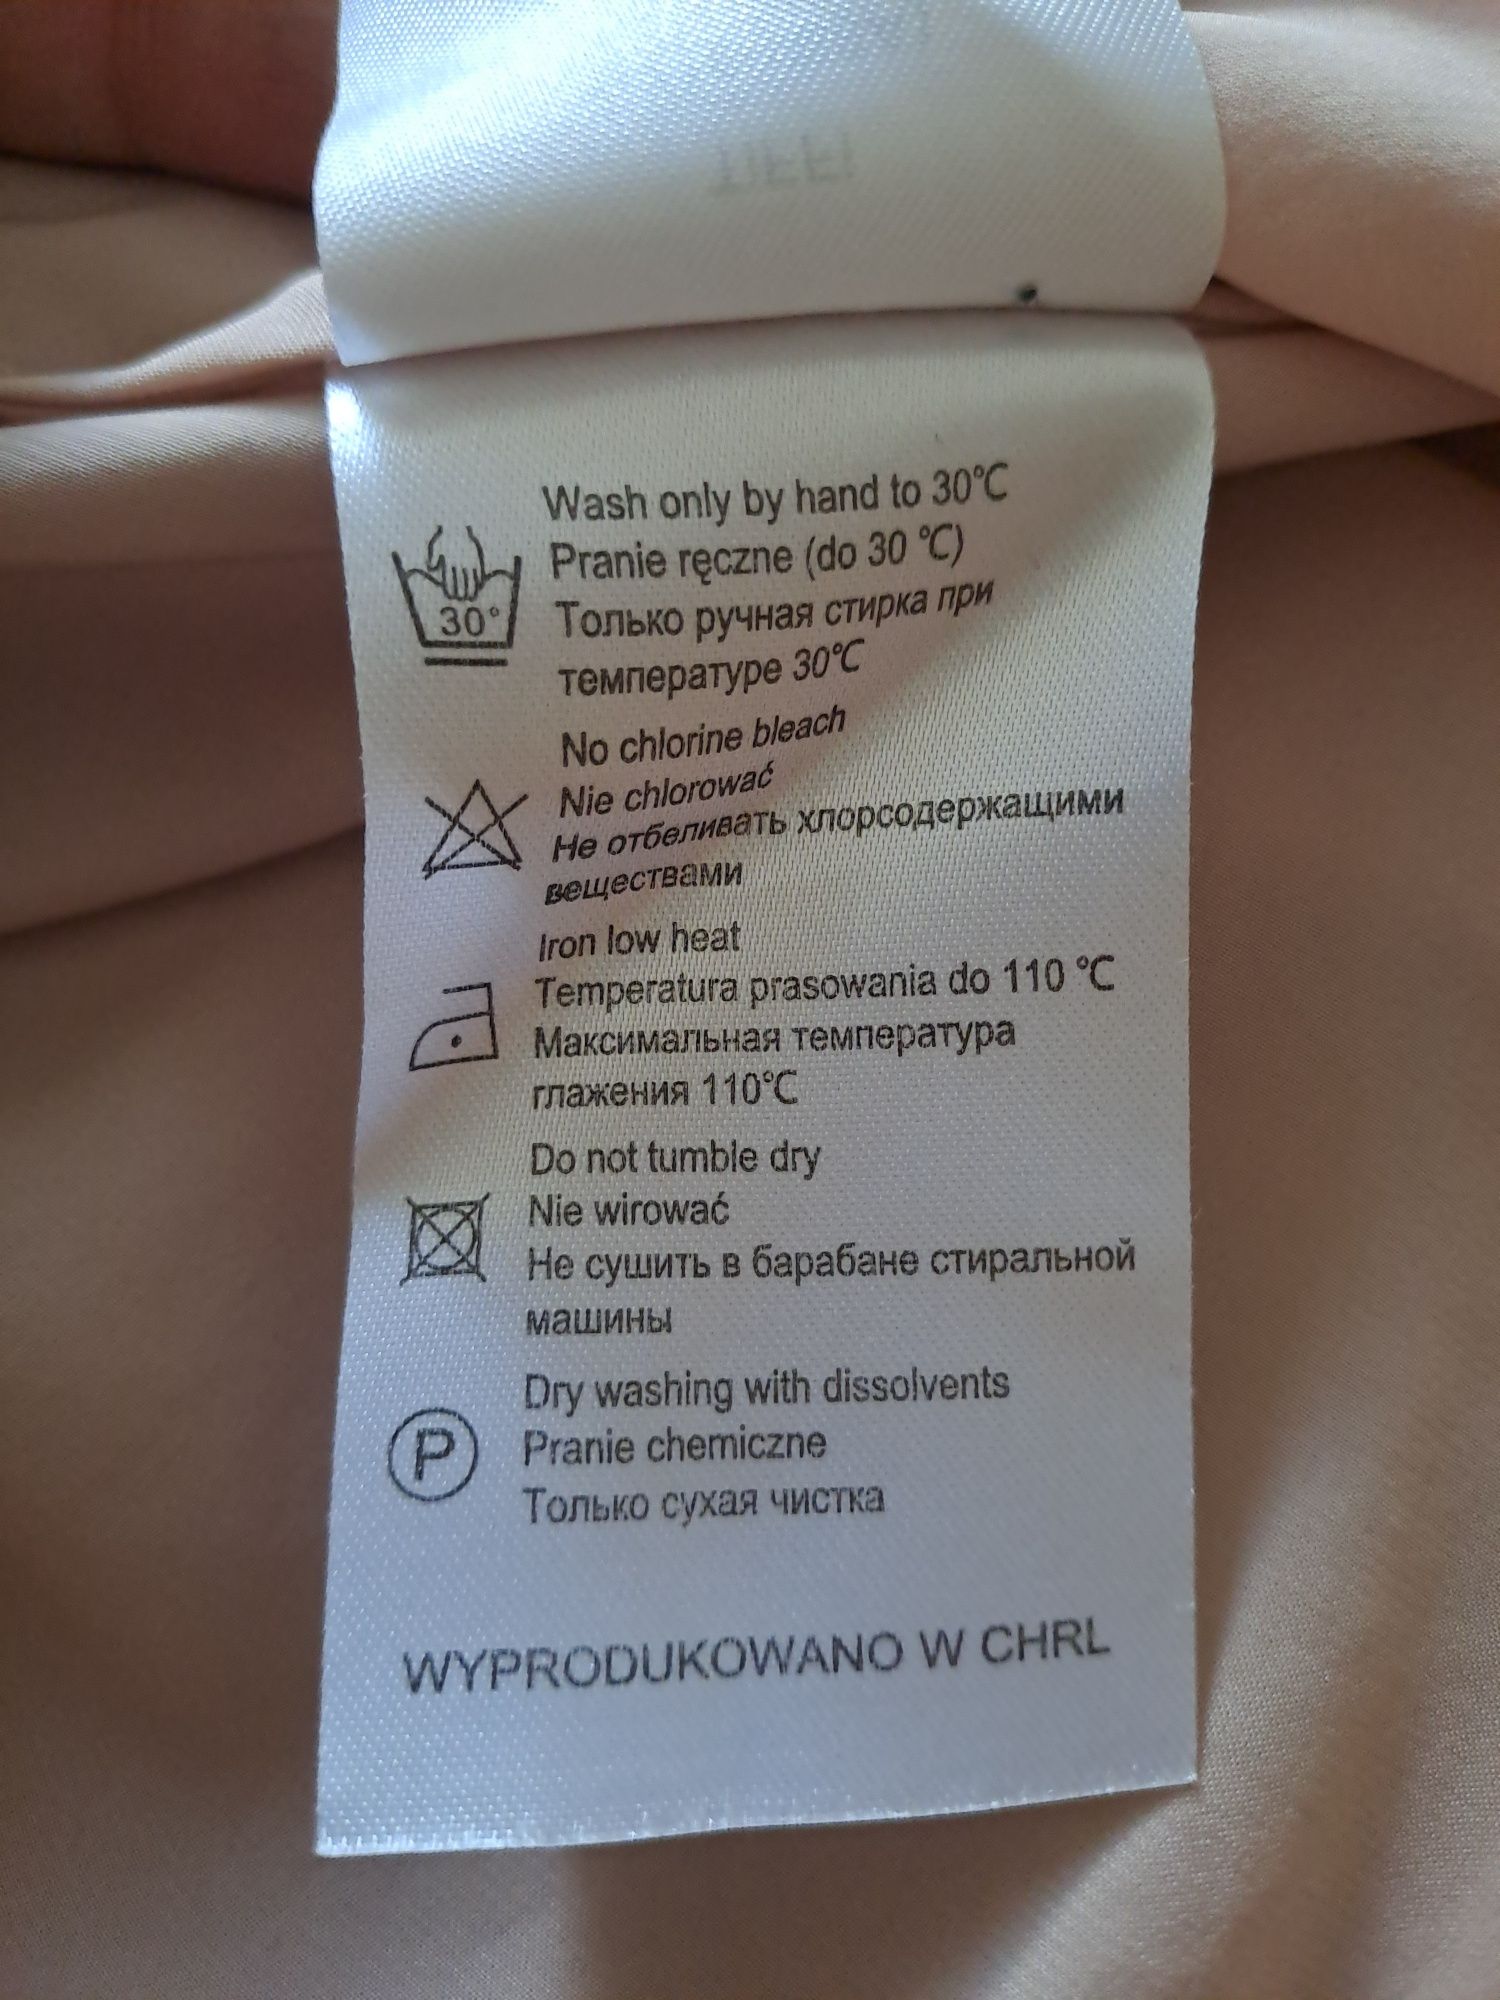 Wash only by hand to 30°C
Pranie ręczne (do 30 °C)
Только ручная стирка при
температуре 30°C
30°
No chlorine bleach
Nie chlorować
Не отбеливать хлорсодержащими
веществами
Iron low heat
Temperatura prasowania do 110 °C
Максимальная температура
глажения 110°C
Do not tumble dry
Nie wirować
Не сушить в барабане стиральной
машины
Dry washing with dissolvents
P
Pranie chemiczne
Только сухая чистка
WYPRODUKOWANO W CHRL